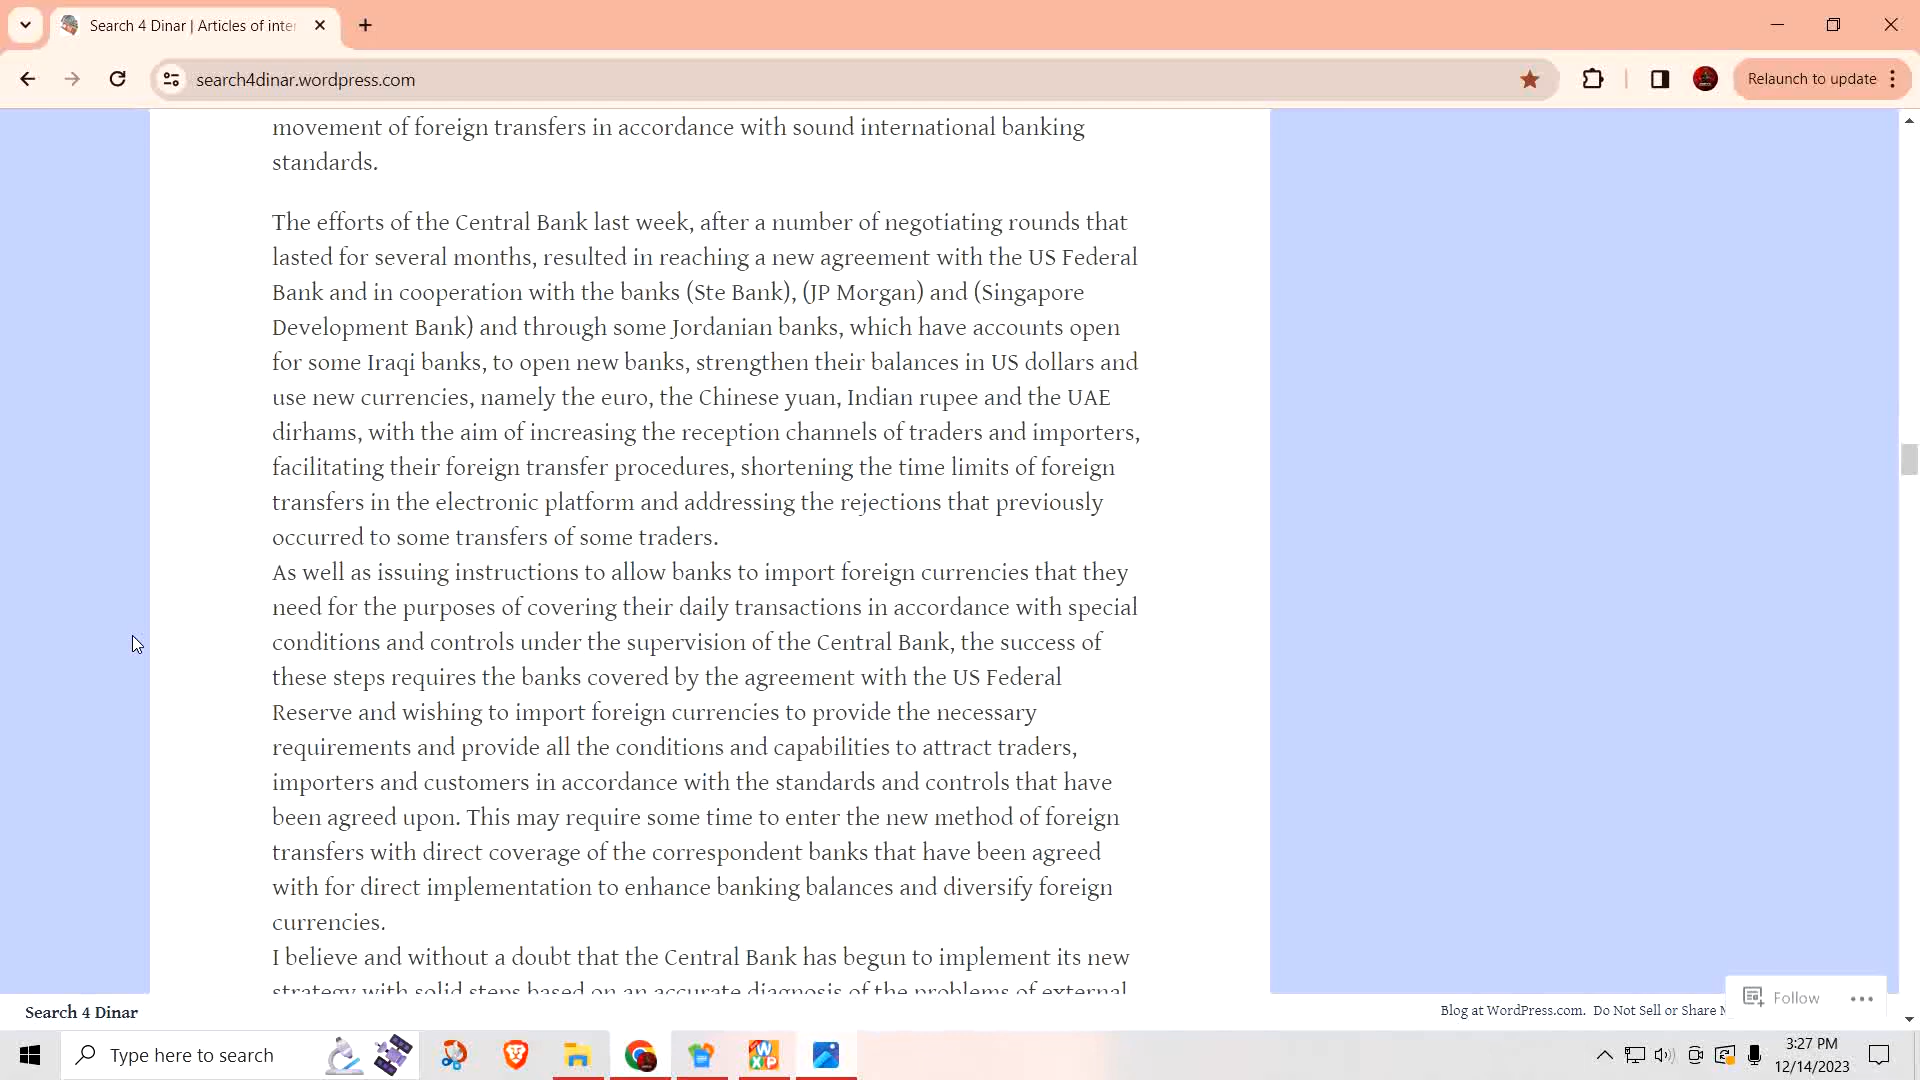 Search 4 Dinar | Articles of inter
search4dinar.wordpress.com
Relaunch to update
movement of foreign transfers in accordance with sound international banking
standards.
The efforts of the Central Bank last week, after a number of negotiating rounds that
lasted for several months, resulted in reaching a new agreement with the US Federal
Bank and in cooperation with the banks (Ste Bank), (JP Morgan) and (Singapore
Development Bank) and through some Jordanian banks, which have accounts open
for some Iraqi banks, to open new banks, strengthen their balances in US dollars and
use new currencies, namely the euro, the Chinese yuan, Indian rupee and the UAE
dirhams, with the aim of increasing the reception channels of traders and importers,
facilitating their foreign transfer procedures, shortening the time limits of foreign
transfers in the electronic platform and addressing the rejections that previously
occurred to some transfers of some traders.
As well as issuing instructions to allow banks to import foreign currencies that they
need for the purposes of covering their daily transactions in accordance with special
conditions and controls under the supervision of the Central Bank, the success of
these steps requires the banks covered by the agreement with the US Federal
Reserve and wishing to import foreign currencies to provide the necessary
requirements and provide all the conditions and capabilities to attract traders,
importers and customers in accordance with the standards and controls that have
been agreed upon. This may require some time to enter the new method of foreign
transfers with direct coverage of the correspondent banks that have been agreed
with for direct implementation to enhance banking balances and diversify foreign
currencies.
I believe and without a doubt that the Central Bank has begun to implement its new
strategy with solid steps based on an accurate diagnosis of the problems of external
Follow
Search 4 Dinar
Blog at WordPress.com. Do Not Sell or Share M
Type here to search
WXP
3:27 PM
12/14/2023